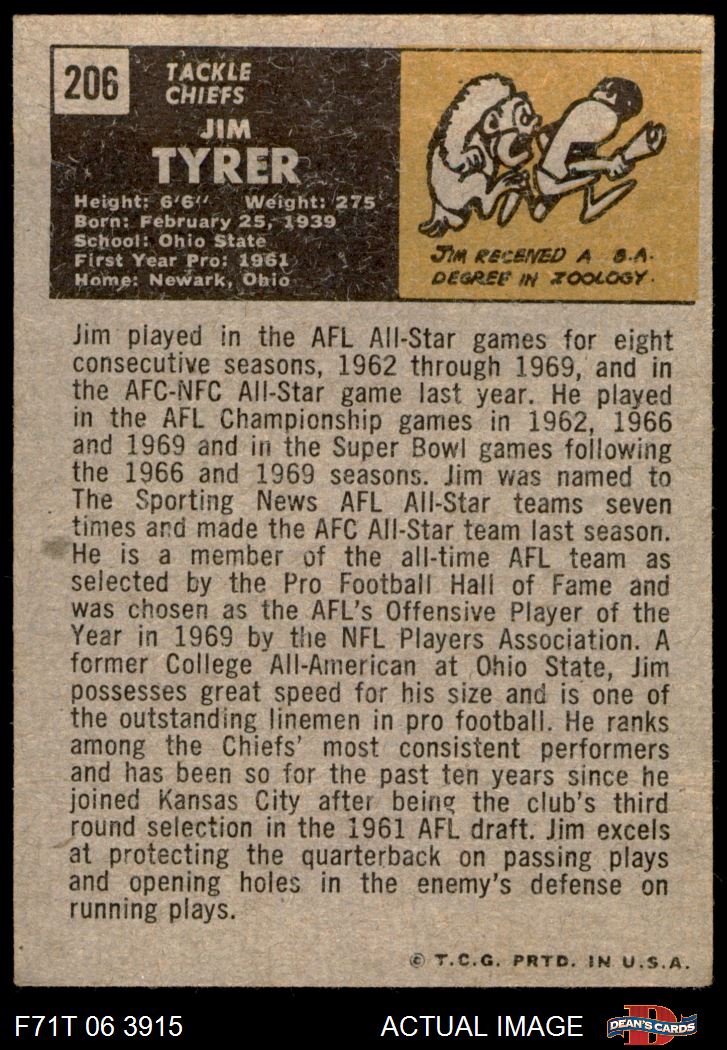 206
TACKLE
CHIEFS
JIM
TYRER
Height: 6'6" Weight: 275
Born: February 25, 1939
School: Ohio State
First Year Pro: 1961
Home: Newark, Ohio
JIM RECEIVED A B.A.
DEGREE IN ZOOLOGY.
Jim played in the AFL All-Star games for eight
consecutive seasons, 1962 through 1969, and in
the AFC-NFC All-Star game last year. He played
in the AFL Championship games in 1962, 1966
and 1969 and in the Super Bowl games following
the 1966 and 1969 seasons. Jim was named to
The Sporting News AFL All-Star teams seven
times and made the AFC All-Star team last season.
He is a member of the all-time AFL team as
selected by the Pro Football Hall of Fame and
was chosen as the AFL's Offensive Player of the
Year in 1969 by the NFL Players Association. A
former College All-American at Ohio State, Jim
possesses great speed for his size and is one of
the outstanding linemen in pro football. He ranks
among the Chiefs' most consistent performers
and has been so for the past ten years since he
joined Kansas City after being the club's third
round selection in the 1961 AFL draft. Jim excels
at protecting the quarterback on passing plays
and opening holes in the enemy's defense on
running plays.
© T.C.G. PRTD. IN U.S.A.
F71T 06 3915 ACTUAL IMAGE D DEAN'S CARDS